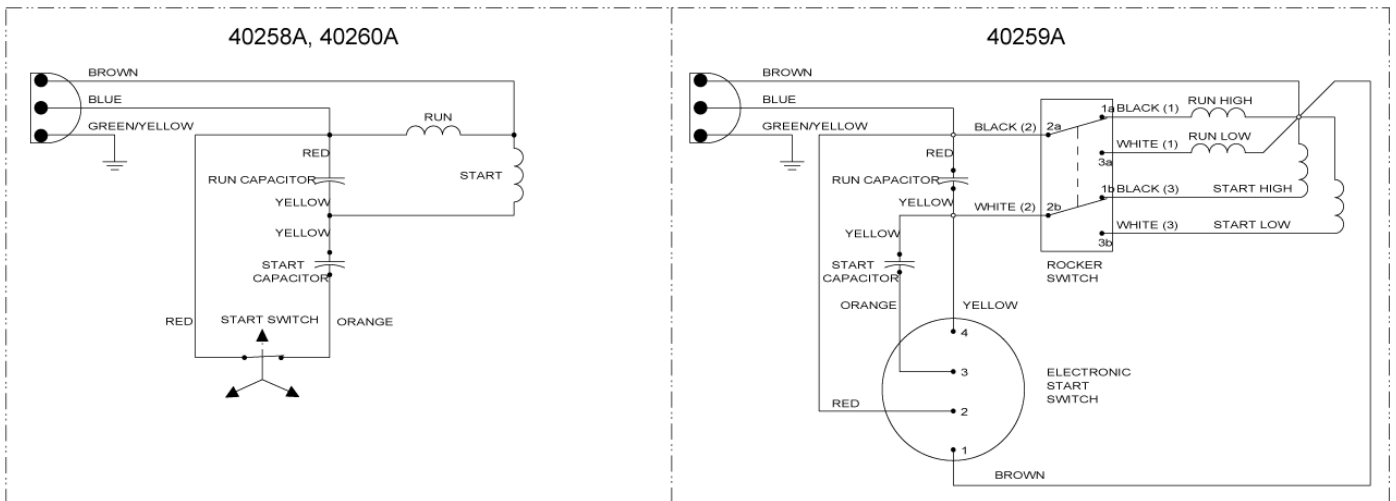 40258A, 40260A
BROWN
BLUE
GREEN/YELLOW
RUN
RED
START
RUN CAPACITOR
YELLOW
YELLOW
START
CAPACITOR
RED
START SWITCH
ORANGE
40259A
BROWN
BLUE
GREEN/YELLOW
BLACK (2)
2a
1a
BLACK (1)
RUN HIGH
RED
WHITE (1)
RUN LOW
3a
RUN CAPACITOR
1b
BLACK (3)
START HIGH
YELLOW
WHITE (2)
2b
WHITE (3)
START LOW
3b
YELLOW
START
CAPACITOR
ROCKER
SWITCH
ORANGE
YELLOW
4
3
ELECTRONIC
START
SWITCH
RED
2
1
BROWN